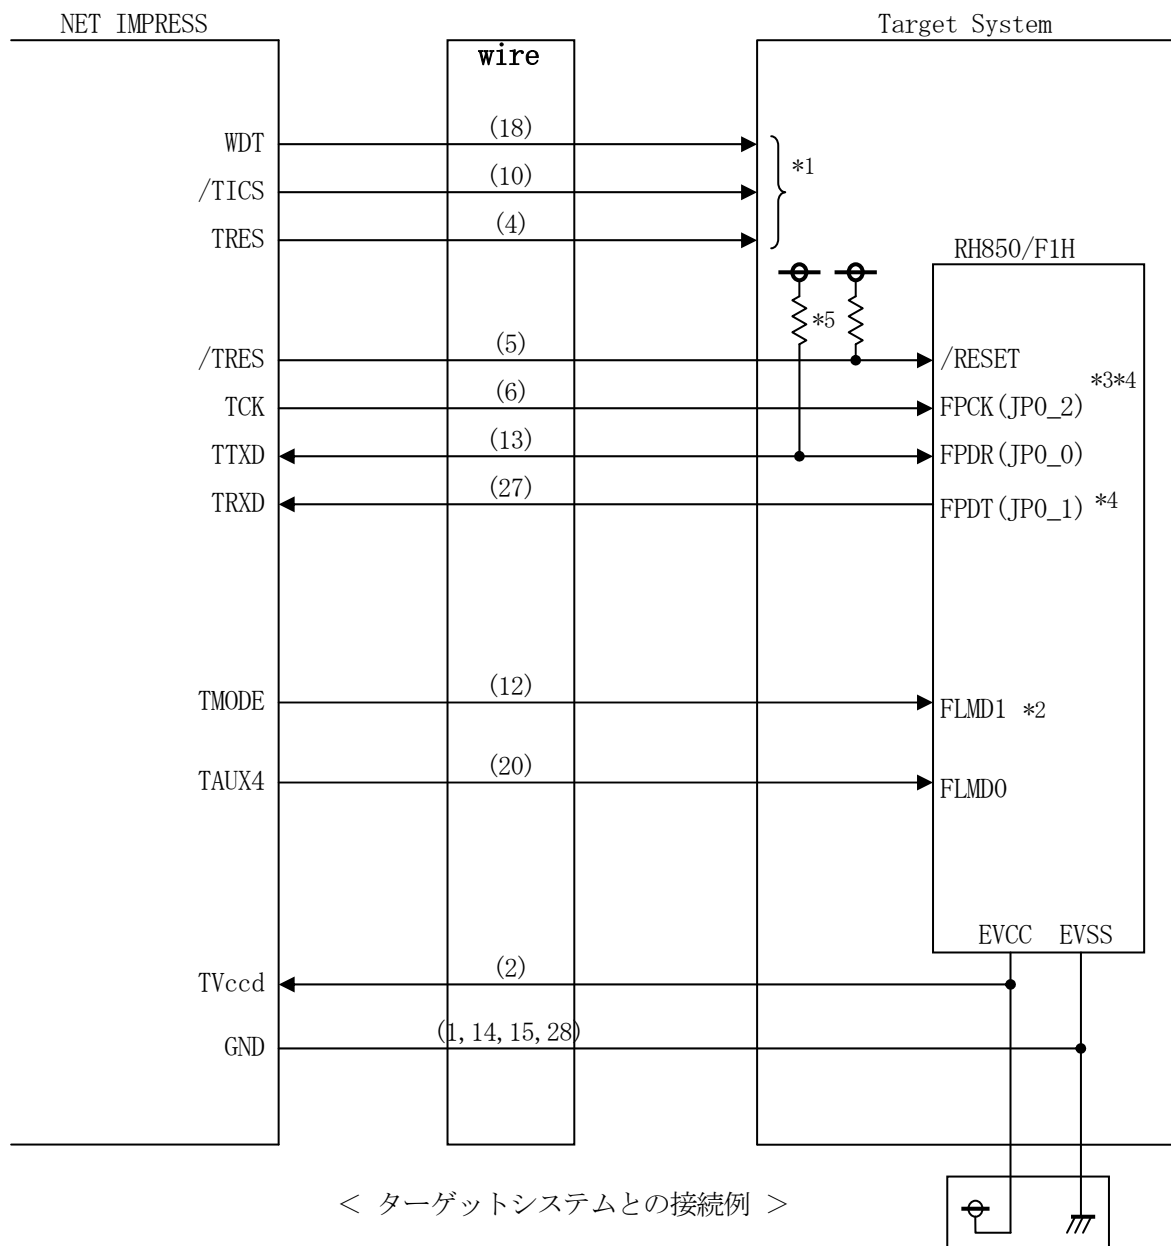 NET IMPRESS
Target System
wire
WDT (18)
*1
/TICS (10)
TRES (4)
RH850/F1H
*5
/TRES (5) /RESET
*3*4
TCK (6) FPCK(JP0_2)
TTXD (13) FPDR(JP0_0)
TRXD (27) FPDT(JP0_1) *4
TMODE (12) FLMD1 *2
TAUX4 (20) FLMD0
EVCC EVSS
TVccd (2)
GND (1,14,15,28)
< ターゲットシステムとの接続例 >